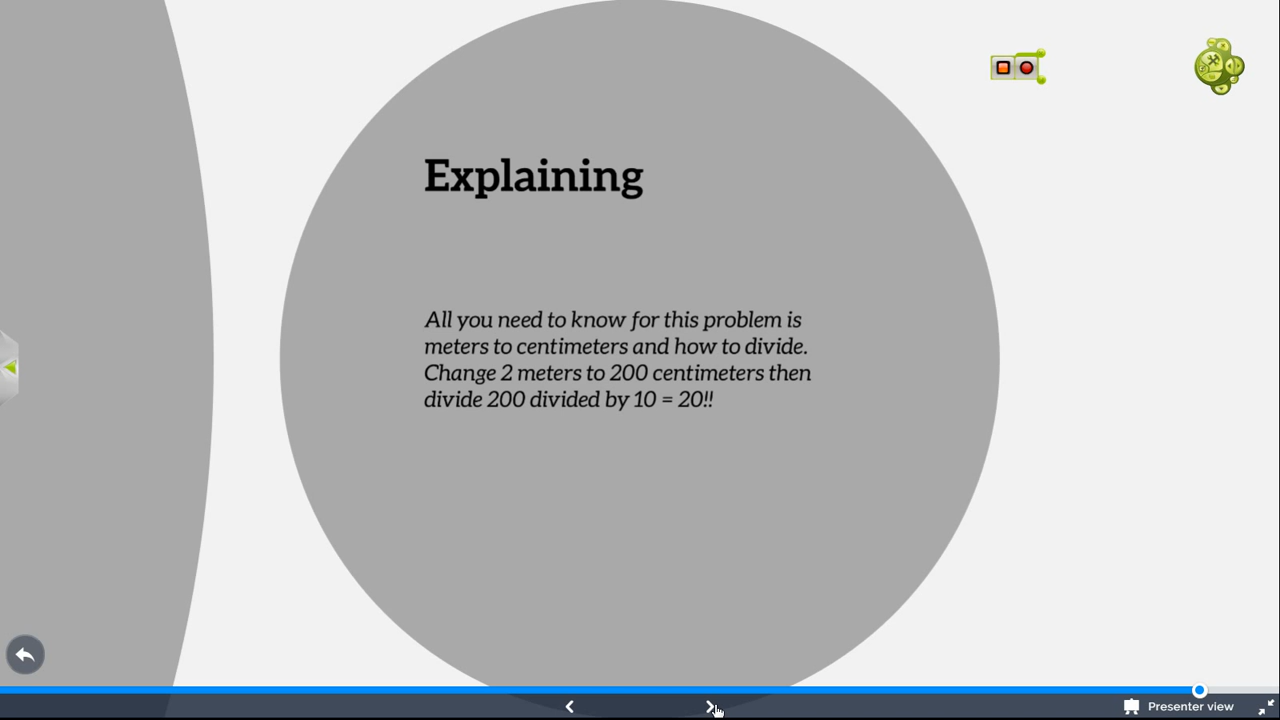 Explaining
All you need to know for this problem is
meters to centimeters and how to divide.
Change 2 meters to 200 centimeters then
divide 200 divided by 10 = 20!!
Presenter view